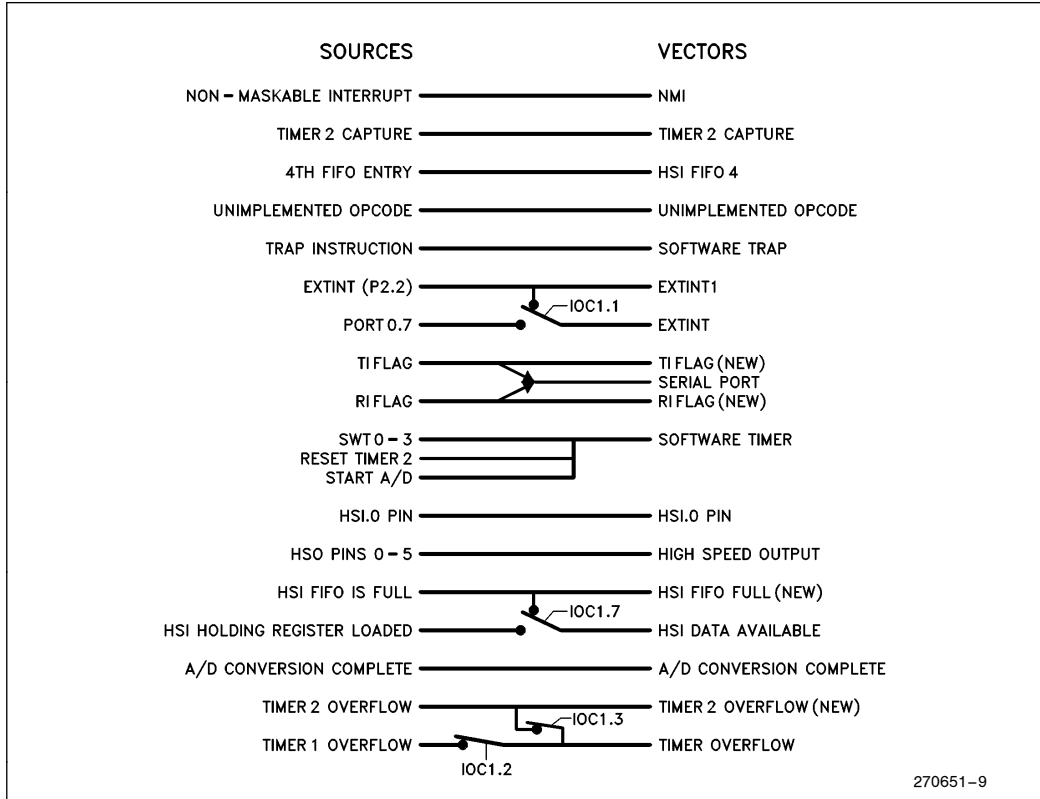 SOURCES VECTORS
NON – MASKABLE INTERRUPT NMI
TIMER 2 CAPTURE TIMER 2 CAPTURE
4TH FIFO ENTRY HSI FIFO 4
UNIMPLEMENTED OPCODE UNIMPLEMENTED OPCODE
TRAP INSTRUCTION SOFTWARE TRAP
EXTINT (P2.2) EXTINT1
IOC1.1
PORT 0.7 EXTINT
TI FLAG TI FLAG (NEW)
SERIAL PORT
RI FLAG RI FLAG (NEW)
SWT 0 – 3 SOFTWARE TIMER
RESET TIMER 2
START A/D
HSI.0 PIN HSI.0 PIN
HSO PINS 0 – 5 HIGH SPEED OUTPUT
HSI FIFO IS FULL HSI FIFO FULL (NEW)
IOC1.7
HSI HOLDING REGISTER LOADED HSI DATA AVAILABLE
A/D CONVERSION COMPLETE A/D CONVERSION COMPLETE
TIMER 2 OVERFLOW TIMER 2 OVERFLOW (NEW)
IOC1.3
TIMER 1 OVERFLOW TIMER OVERFLOW
IOC1.2
270651–9